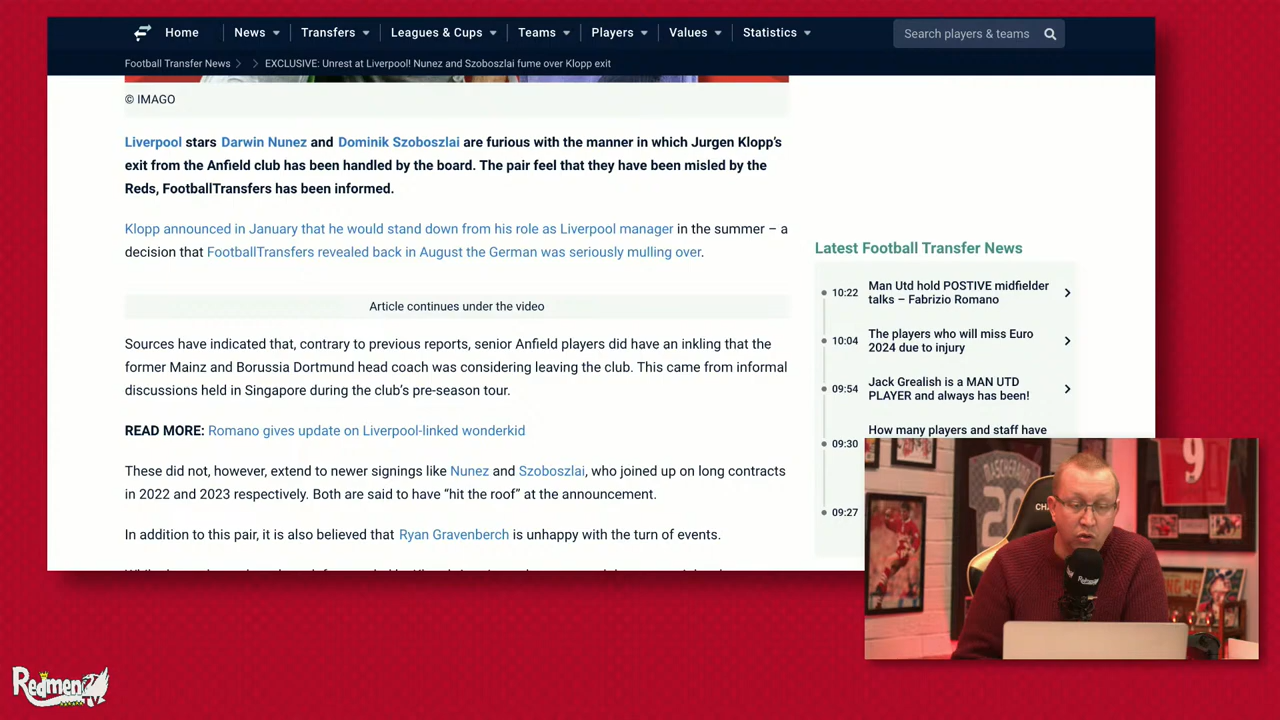 Home
News
Transfers
Leagues & Cups
Teams
Players
Values
Statistics
Search players & teams
Football Transfer News
EXCLUSIVE: Unrest at Liverpool! Nunez and Szoboszlai fume over Klopp exit
© IMAGO
Liverpool stars Darwin Nunez and Dominik Szoboszlai are furious with the manner in which Jurgen Klopp's
exit from the Anfield club has been handled by the board. The pair feel that they have been misled by the
Reds, FootballTransfers has been informed.
Klopp announced in January that he would stand down from his role as Liverpool manager in the summer – a
decision that FootballTransfers revealed back in August the German was seriously mulling over.
Article continues under the video
Sources have indicated that, contrary to previous reports, senior Anfield players did have an inkling that the
former Mainz and Borussia Dortmund head coach was considering leaving the club. This came from informal
discussions held in Singapore during the club's pre-season tour.
READ MORE: Romano gives update on Liverpool-linked wonderkid
These did not, however, extend to newer signings like Nunez and Szoboszlai, who joined up on long contracts
in 2022 and 2023 respectively. Both are said to have “hit the roof” at the announcement.
In addition to this pair, it is also believed that Ryan Gravenberch is unhappy with the turn of events.
Latest Football Transfer News
10:22 Man Utd hold POSTIVE midfielder
talks – Fabrizio Romano
10:04 The players who will miss Euro
2024 due to injury
09:54 Jack Grealish is a MAN UTD
PLAYER and always has been!
09:30 How many players and staff have
09:27
MASCHERANO
20
9
Redmen
TV